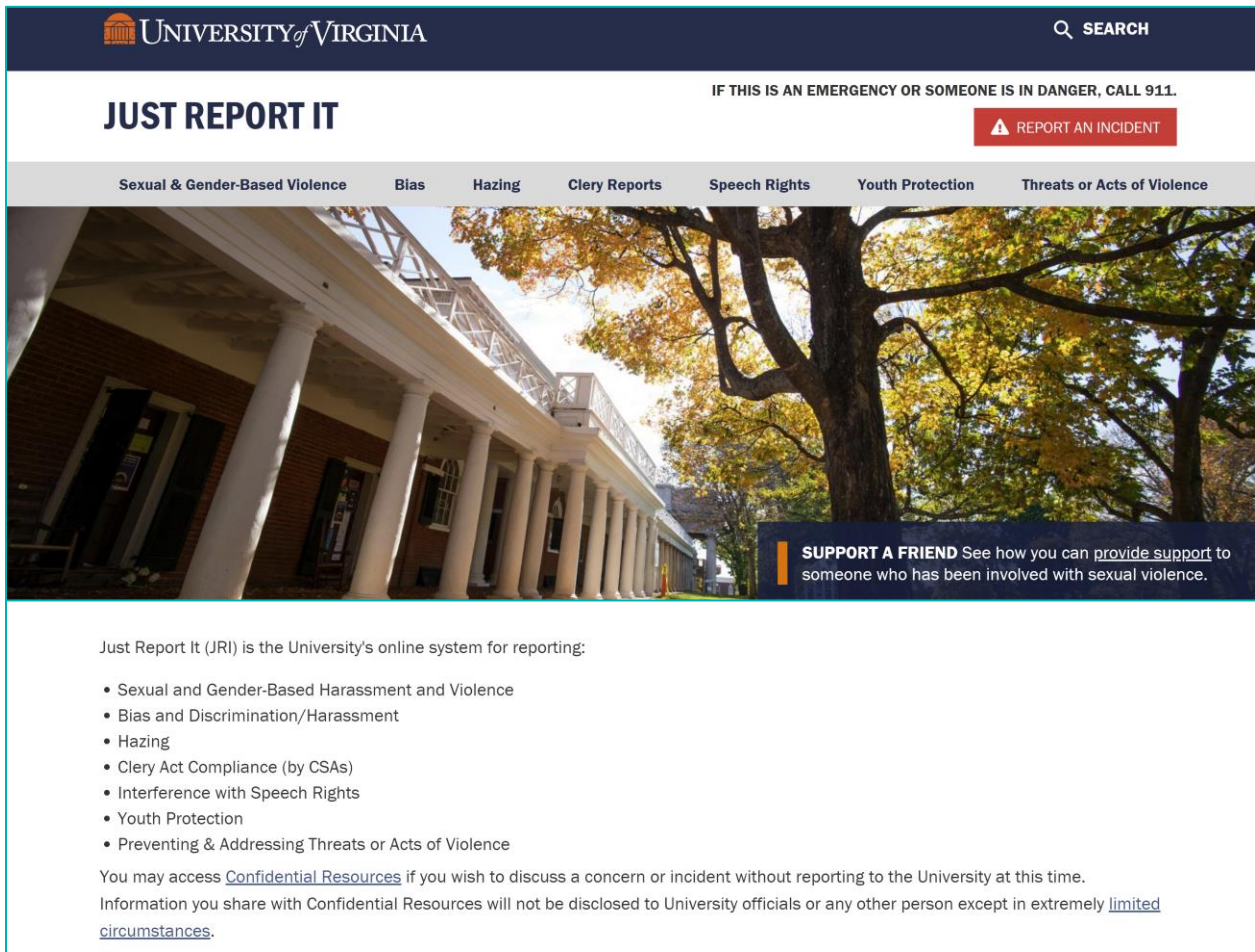 UNIVERSITY of VIRGINIA
SEARCH
JUST REPORT IT
IF THIS IS AN EMERGENCY OR SOMEONE IS IN DANGER, CALL 911.
REPORT AN INCIDENT
Sexual & Gender-Based Violence Bias Hazing Clery Reports Speech Rights Youth Protection Threats or Acts of Violence
SUPPORT A FRIEND See how you can provide support to
someone who has been involved with sexual violence.
Just Report It (JRI) is the University's online system for reporting:
• Sexual and Gender-Based Harassment and Violence
• Bias and Discrimination/Harassment
• Hazing
• Clery Act Compliance (by CSAs)
• Interference with Speech Rights
• Youth Protection
• Preventing & Addressing Threats or Acts of Violence
You may access Confidential Resources if you wish to discuss a concern or incident without reporting to the University at this time.
Information you share with Confidential Resources will not be disclosed to University officials or any other person except in extremely limited
circumstances.